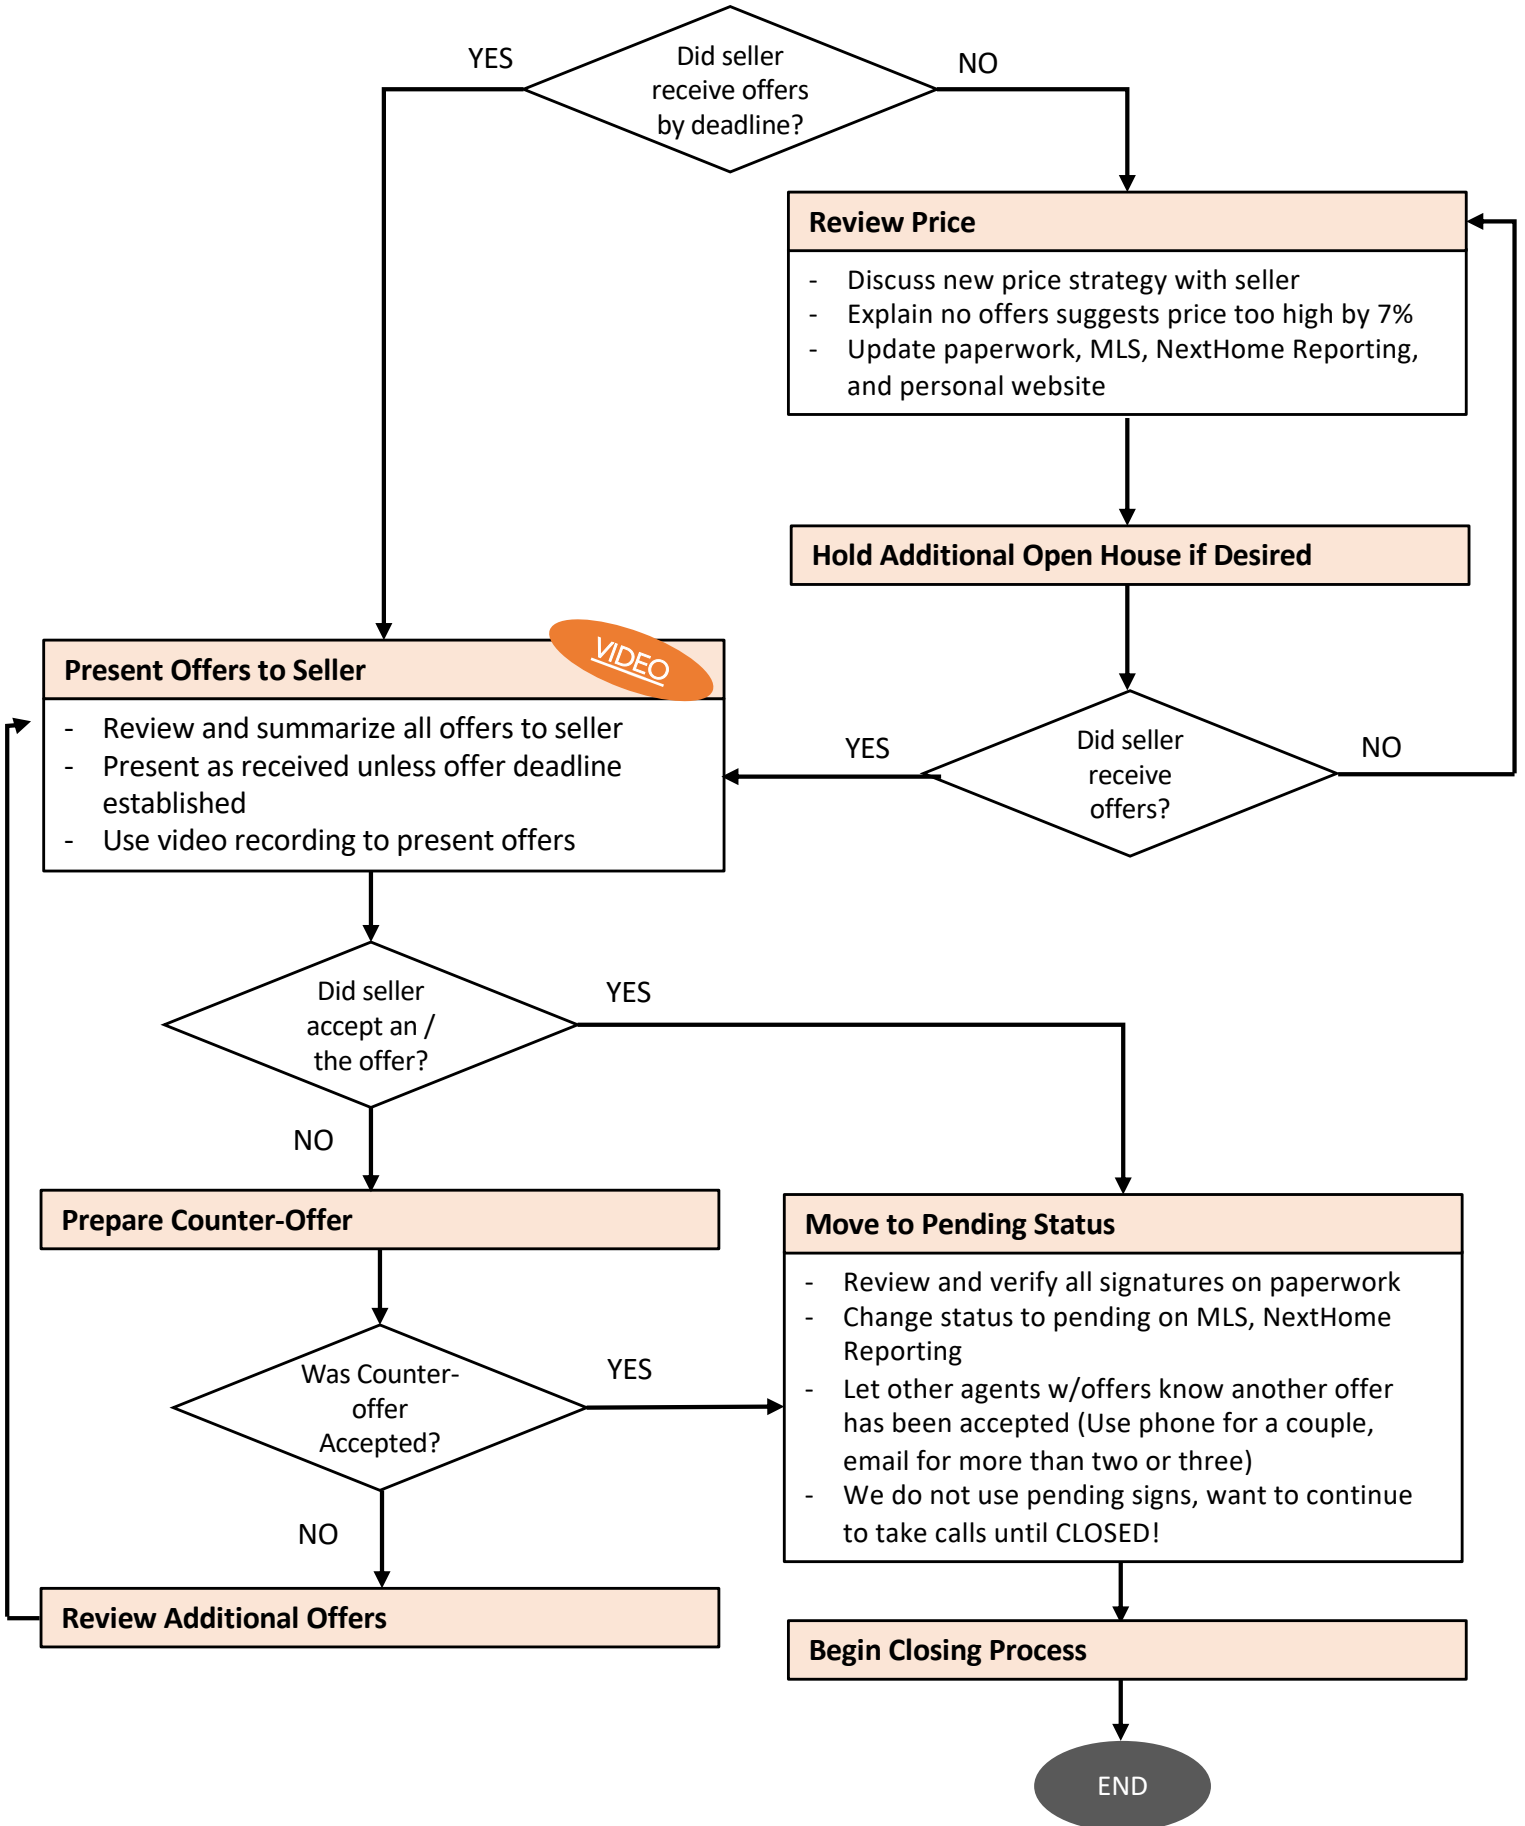 YES
Did seller
receive offers
by deadline?
NO
Review Price
- Discuss new price strategy with seller
- Explain no offers suggests price too high by 7%
- Update paperwork, MLS, NextHome Reporting,
and personal website
Hold Additional Open House if Desired
VIDEO
Present Offers to Seller
- Review and summarize all offers to seller
- Present as received unless offer deadline
established
- Use video recording to present offers
YES
Did seller
receive
offers?
NO
Did seller
accept an /
the offer?
YES
NO
Prepare Counter-Offer
Move to Pending Status
- Review and verify all signatures on paperwork
- Change status to pending on MLS, NextHome
Reporting
- Let other agents w/offers know another offer
has been accepted (Use phone for a couple,
email for more than two or three)
- We do not use pending signs, want to continue
to take calls until CLOSED!
Was Counter-
offer
Accepted?
YES
NO
Review Additional Offers
Begin Closing Process
END